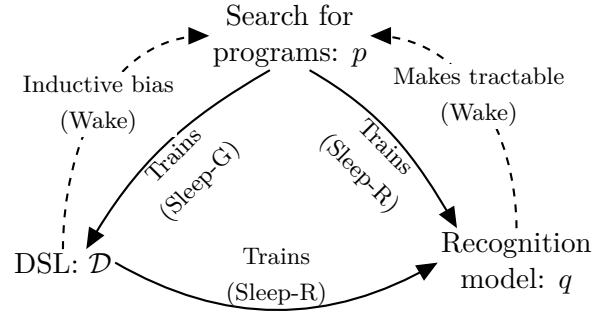 Search for
programs: p
Inductive bias
(Wake)
Makes tractable
(Wake)
Trains
(Sleep-G)
Trains
(Sleep-R)
DSL: 𝒟
Trains
(Sleep-R)
Recognition
model: q